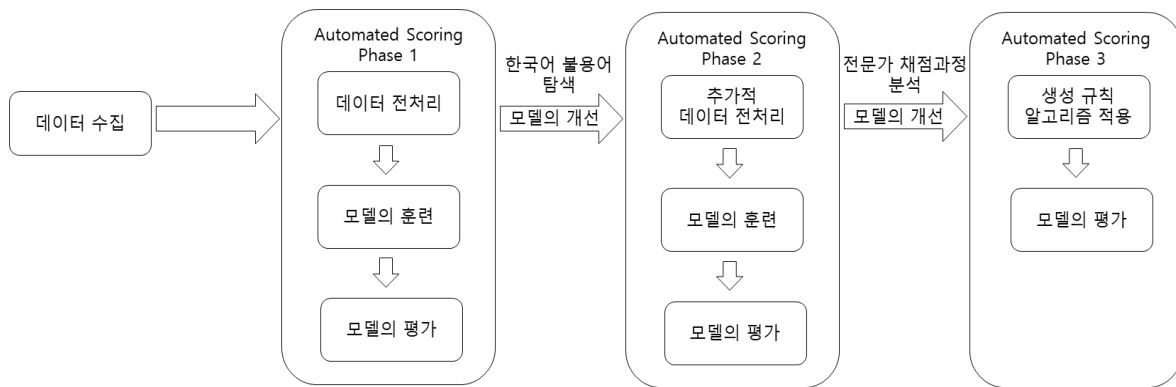 데이터 수집
Automated Scoring
Phase 1
데이터 전처리
모델의 훈련
모델의 평가
한국어 불용어
탐색
모델의 개선
Automated Scoring
Phase 2
추가적
데이터 전처리
모델의 훈련
모델의 평가
전문가 채점과정
분석
모델의 개선
Automated Scoring
Phase 3
생성 규칙
알고리즘 적용
모델의 평가